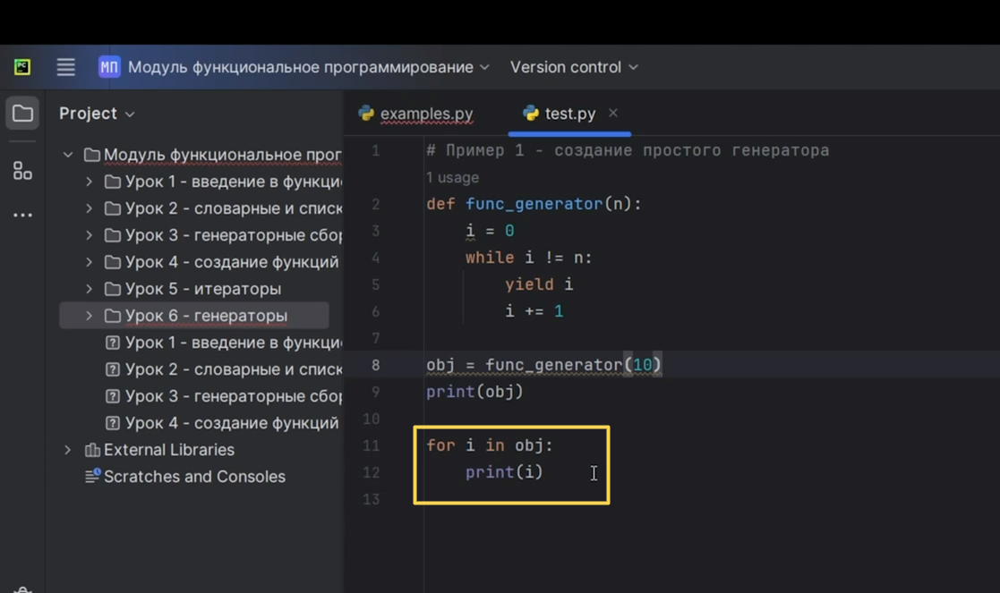 PC
МП Модуль функциональное программирование Version control
Project
examples.py test.py
Модуль функциональное прог
Урок 1 - введение в функци
Урок 2 - словарные и списк
Урок 3 - генераторные сбор
Урок 4 - создание функций
Урок 5 - итераторы
Урок 6 - генераторы
Урок 1 - введение в функци
Урок 2 - словарные и списк
Урок 3 - генераторные сбор
Урок 4 - создание функций
External Libraries
Scratches and Consoles
1 # Пример 1 - создание простого генератора
1 usage
2 def func_generator(n):
3 i = 0
4 while i != n:
5 yield i
6 i += 1
7
8 obj = func_generator(10)
9 print(obj)
10
11 for i in obj:
12 print(i)
13